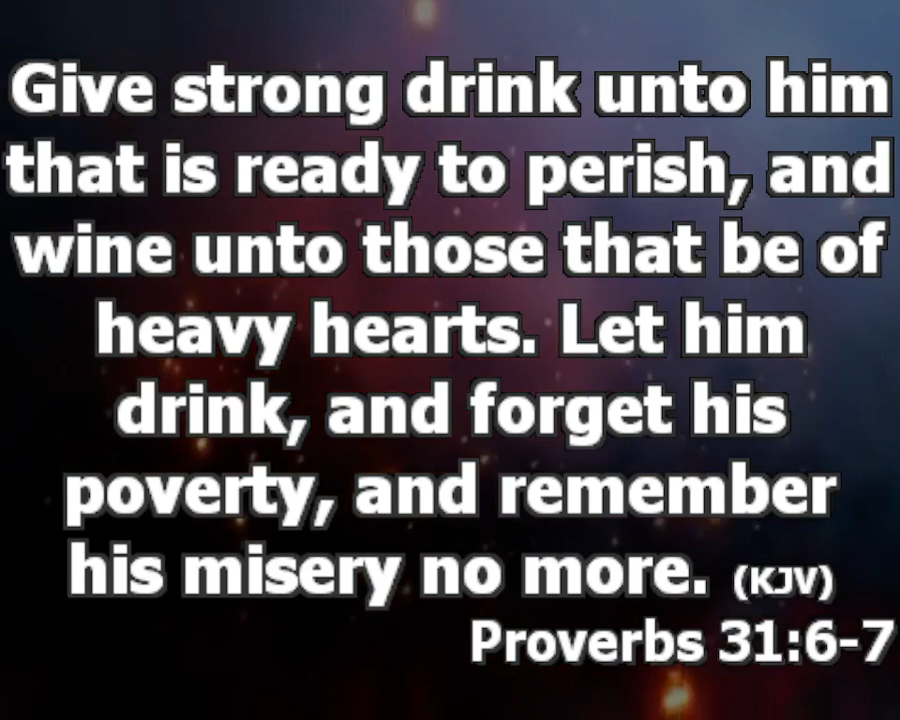 Give strong drink unto him
that is ready to perish, and
wine unto those that be of
heavy hearts. Let him
drink, and forget his
poverty, and remember
his misery no more. (KJV)
Proverbs 31:6-7